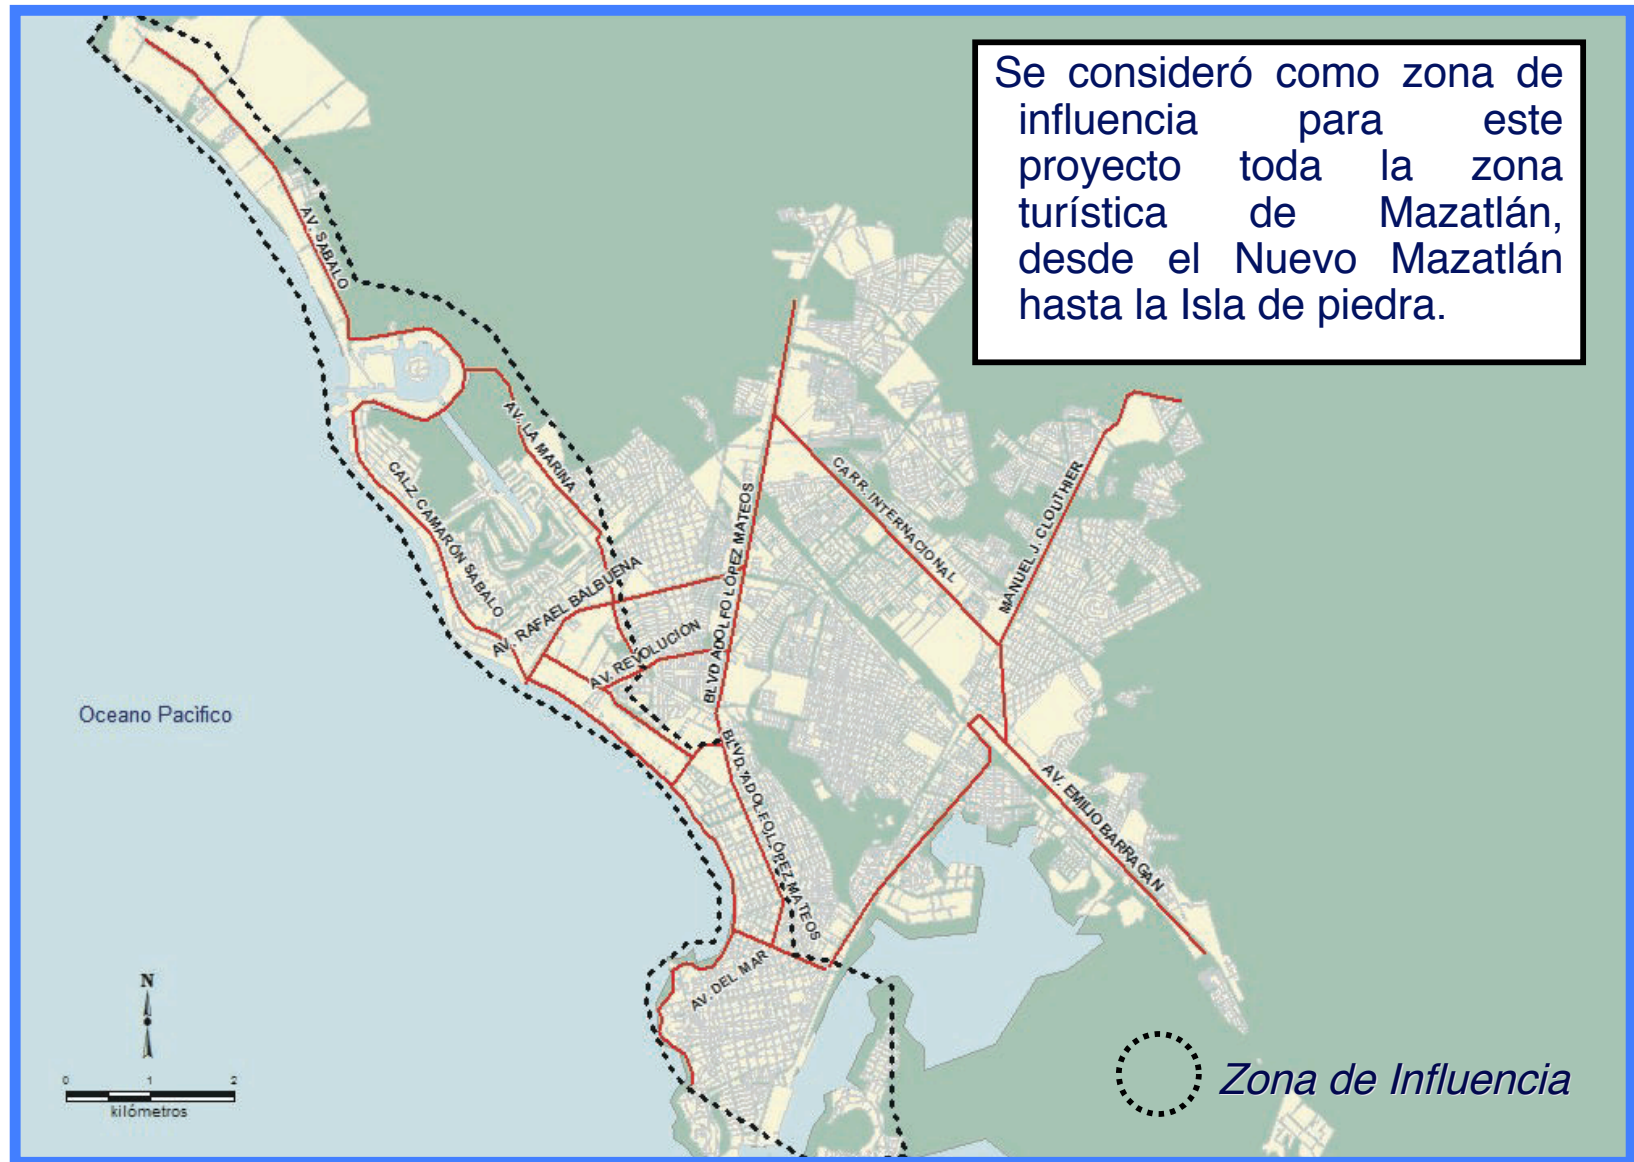 Se consideró como zona de
influencia para este
proyecto toda la zona
turística de Mazatlán,
desde el Nuevo Mazatlán
hasta la Isla de piedra.
AV. SABALO
AV. LA MARINA
CALZ. CAMARÓN SABALO
AV. RAFAEL BALBUENA
AV. REVOLUCIÓN
BLVD ADOLFO LÓPEZ MATEOS
CARR. INTERNACIONAL
MANUEL J. CLOUTHIER
Oceano Pacìfico
BLVD. ADOLFO LÓPEZ MATEOS
AV. EMILIO BARRAGAN
AV. DEL MAR
N
0 1 2
kilómetros
Zona de Influencia